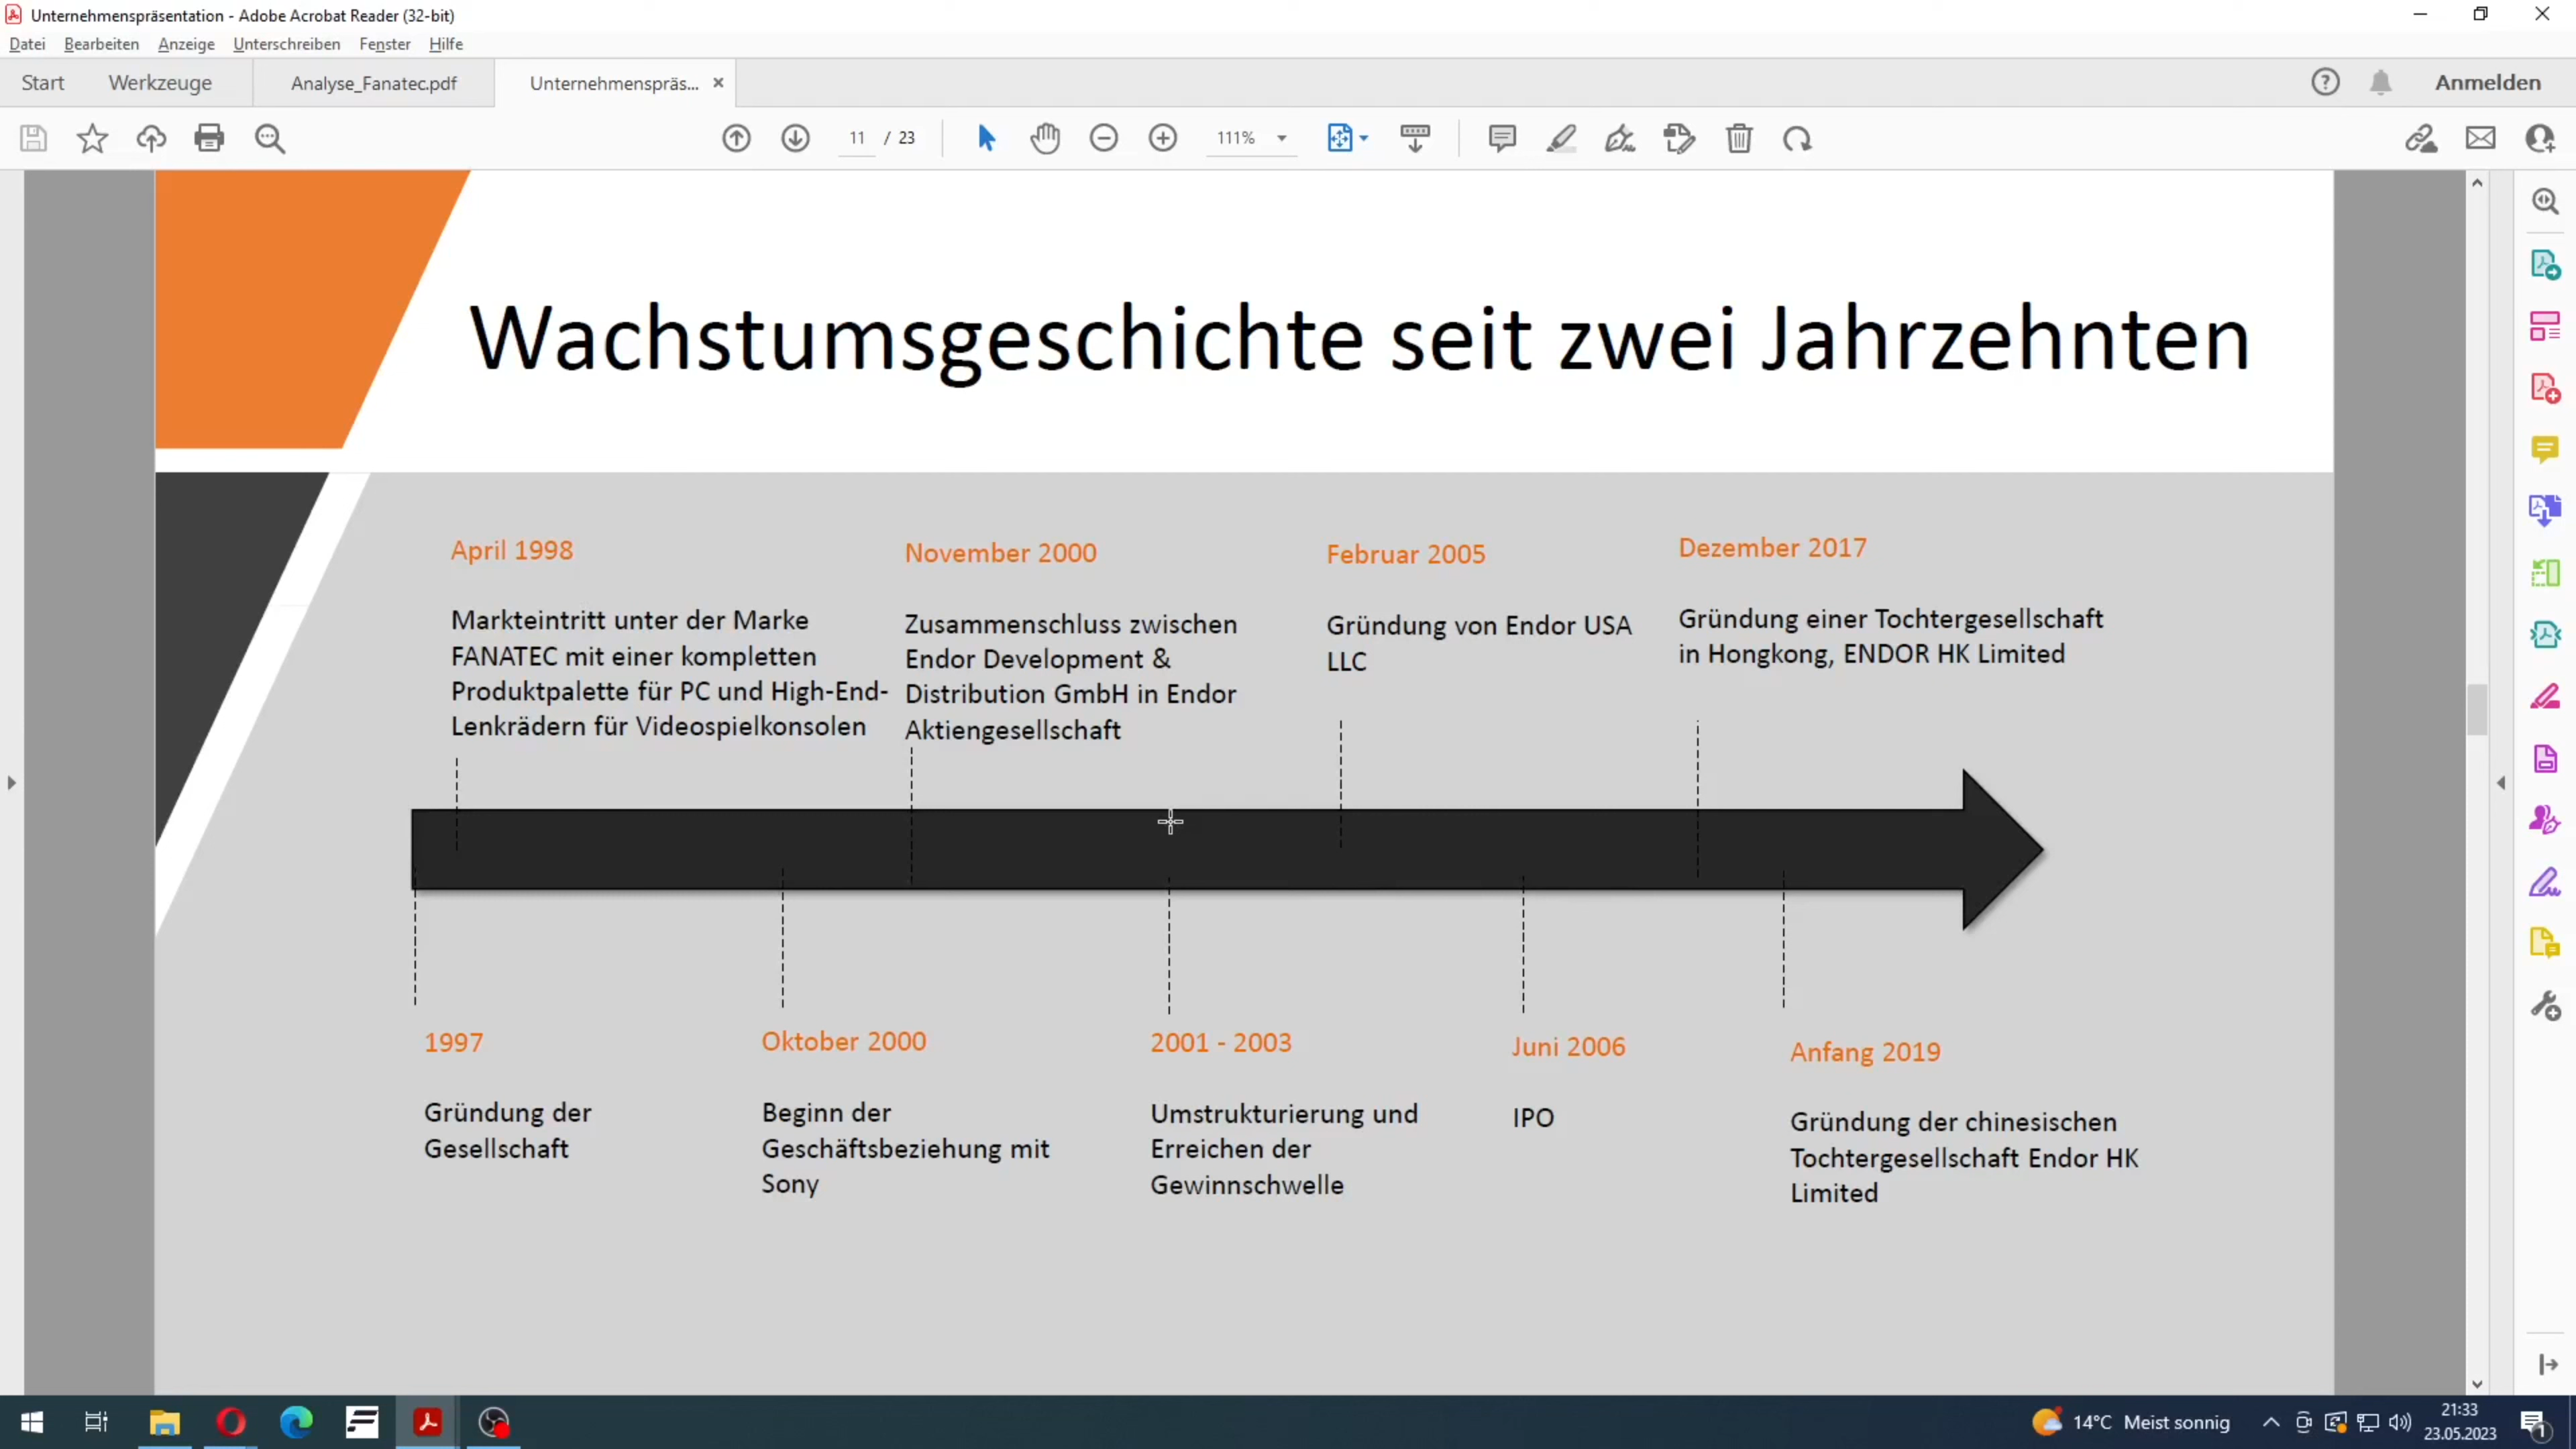 Unternehmenspräsentation - Adobe Acrobat Reader (32-bit)
Datei Bearbeiten Anzeige Unterschreiben Fenster Hilfe
Start Werkzeuge Analyse_Fanatec.pdf Unternehmenspräs... Anmelden
11 / 23 111%
Wachstumsgeschichte seit zwei Jahrzehnten
April 1998
Markteintritt unter der Marke
FANATEC mit einer kompletten
Produktpalette für PC und High-End-
Lenkrädern für Videospielkonsolen
November 2000
Zusammenschluss zwischen
Endor Development &
Distribution GmbH in Endor
Aktiengesellschaft
Februar 2005
Gründung von Endor USA
LLC
Dezember 2017
Gründung einer Tochtergesellschaft
in Hongkong, ENDOR HK Limited
1997
Gründung der
Gesellschaft
Oktober 2000
Beginn der
Geschäftsbeziehung mit
Sony
2001 - 2003
Umstrukturierung und
Erreichen der
Gewinnschwelle
Juni 2006
IPO
Anfang 2019
Gründung der chinesischen
Tochtergesellschaft Endor HK
Limited
14°C Meist sonnig
21:33
23.05.2023
1